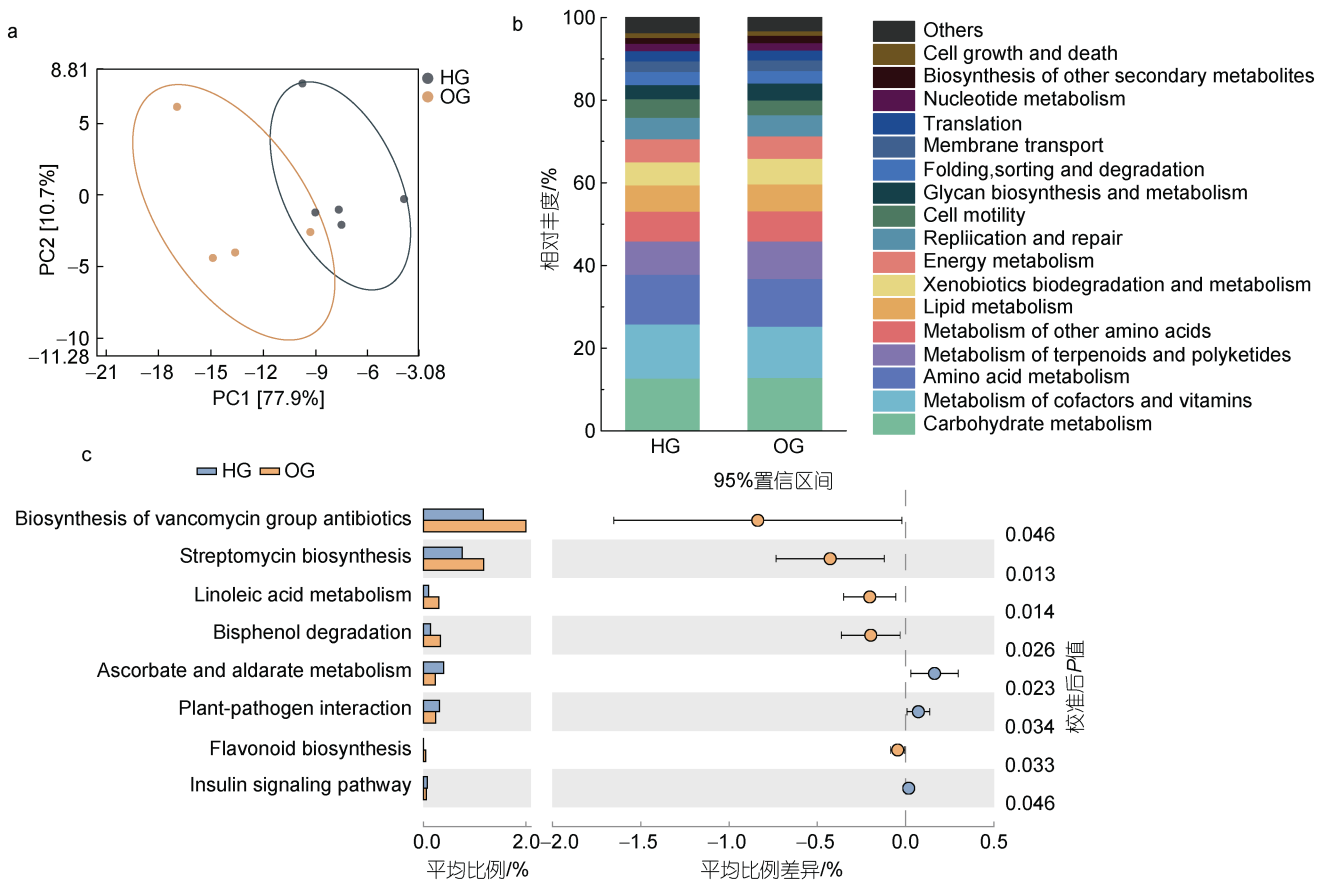 a
8.81
5
0
−5
−10
−11.28
−21
−18
−15
−12
−9
−6
−3.08
PC2 [10.7%]
PC1 [77.9%]
HG
OG
b
100
80
60
40
20
0
相对丰度/%
HG
OG
Others
Cell growth and death
Biosynthesis of other secondary metabolites
Nucleotide metabolism
Translation
Membrane transport
Folding,sorting and degradation
Glycan biosynthesis and metabolism
Cell motility
Repliication and repair
Energy metabolism
Xenobiotics biodegradation and metabolism
Lipid metabolism
Metabolism of other amino acids
Metabolism of terpenoids and polyketides
Amino acid metabolism
Metabolism of cofactors and vitamins
Carbohydrate metabolism
c
HG
OG
95%置信区间
Biosynthesis of vancomycin group antibiotics
0.046
Streptomycin biosynthesis
0.013
Linoleic acid metabolism
0.014
Bisphenol degradation
0.026
Ascorbate and aldarate metabolism
0.023
Plant-pathogen interaction
0.034
Flavonoid biosynthesis
0.033
Insulin signaling pathway
0.046
校准后P值
0.0
2.0
−2.0
−1.5
−1.0
−0.5
0.0
0.5
平均比例/%
平均比例差异/%